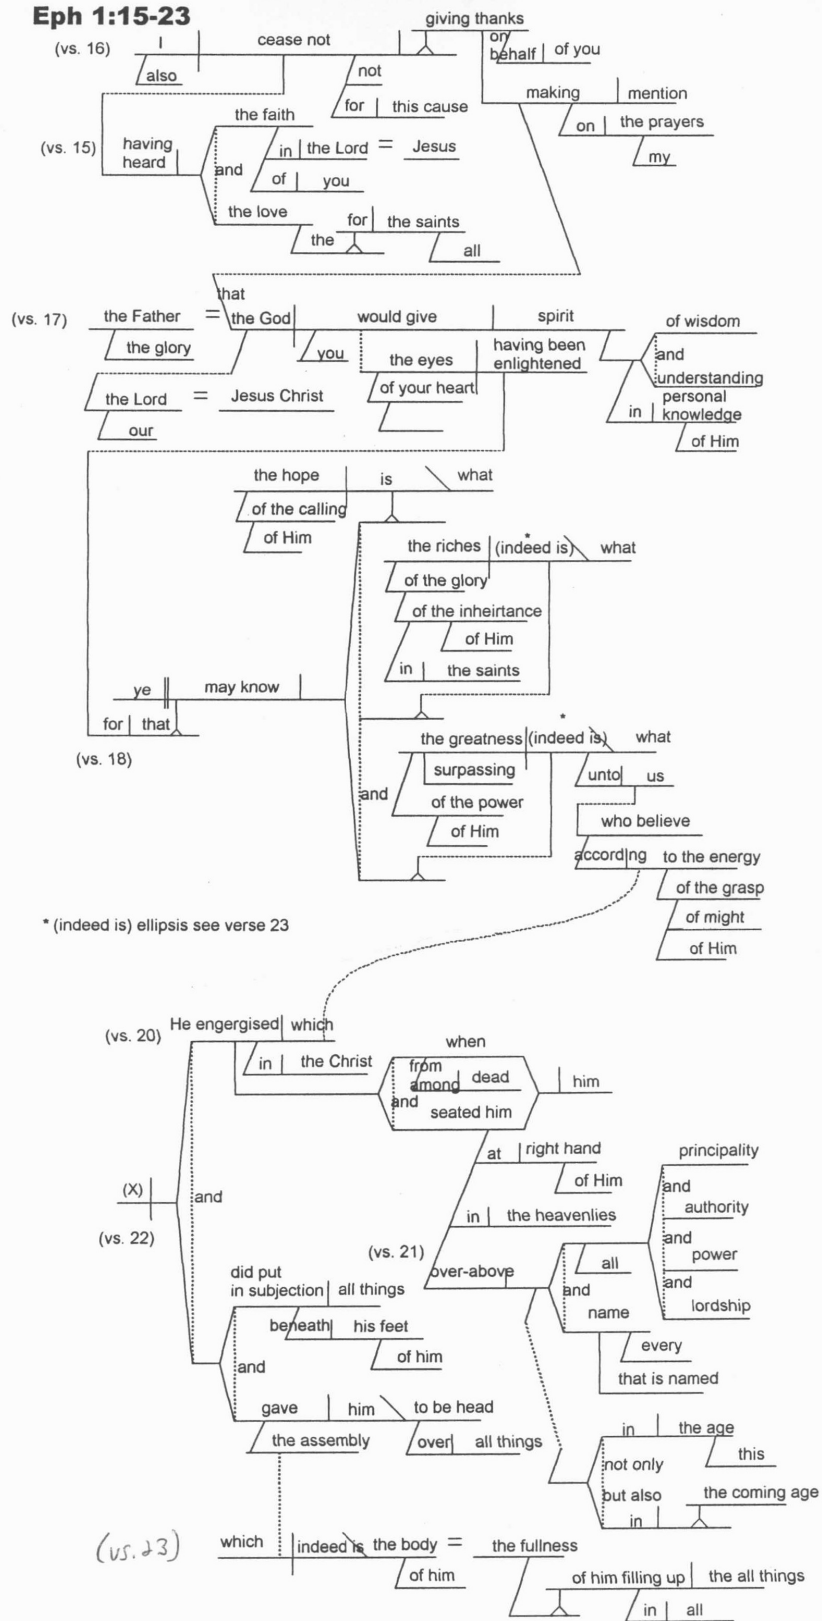 Eph 1:15-23
giving thanks
(vs. 16) I cease not on behalf of you
also not making mention
for this cause on the prayers
my
the faith
(vs. 15) having heard in the Lord = Jesus
and of you
the love for the saints
the all
that
(vs. 17) the Father = the God would give spirit of wisdom
the glory you the eyes having been enlightened and
understanding
the Lord = Jesus Christ of your heart in personal knowledge
our of Him
the hope is what
of the calling
of Him
the riches (indeed is) * what
of the glory
of the inheirtance
of Him
in the saints
ye may know
for that
(vs. 18)
the greatness (indeed is) * what
surpassing unto us
and of the power
of Him who believe
according to the energy
of the grasp
* (indeed is) ellipsis see verse 23 of might
of Him
(vs. 20) He engergised which when
in the Christ from among dead him
and seated him
at right hand principality
of Him and
(X) and authority
in the heavenlies and
(vs. 22) power
(vs. 21) over-above all and
and lordship
name
every
that is named
did put in subjection all things
beneath his feet
of him
and
gave him to be head in the age
the assembly over all things this
not only
but also the coming age
in
(vs. 23) which indeed is the body = the fullness
of him of him filling up the all things
in all